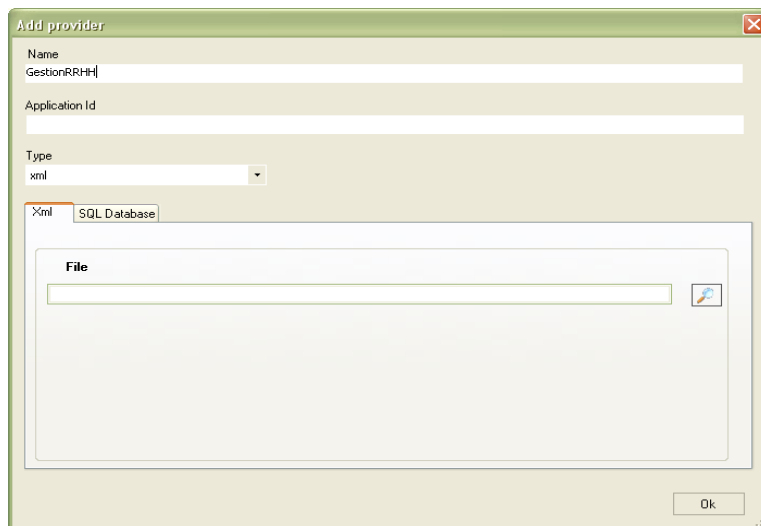 Add provider
Name
GestionRRHH
Application Id
Type
xml
Xml SQL Database
File
Ok